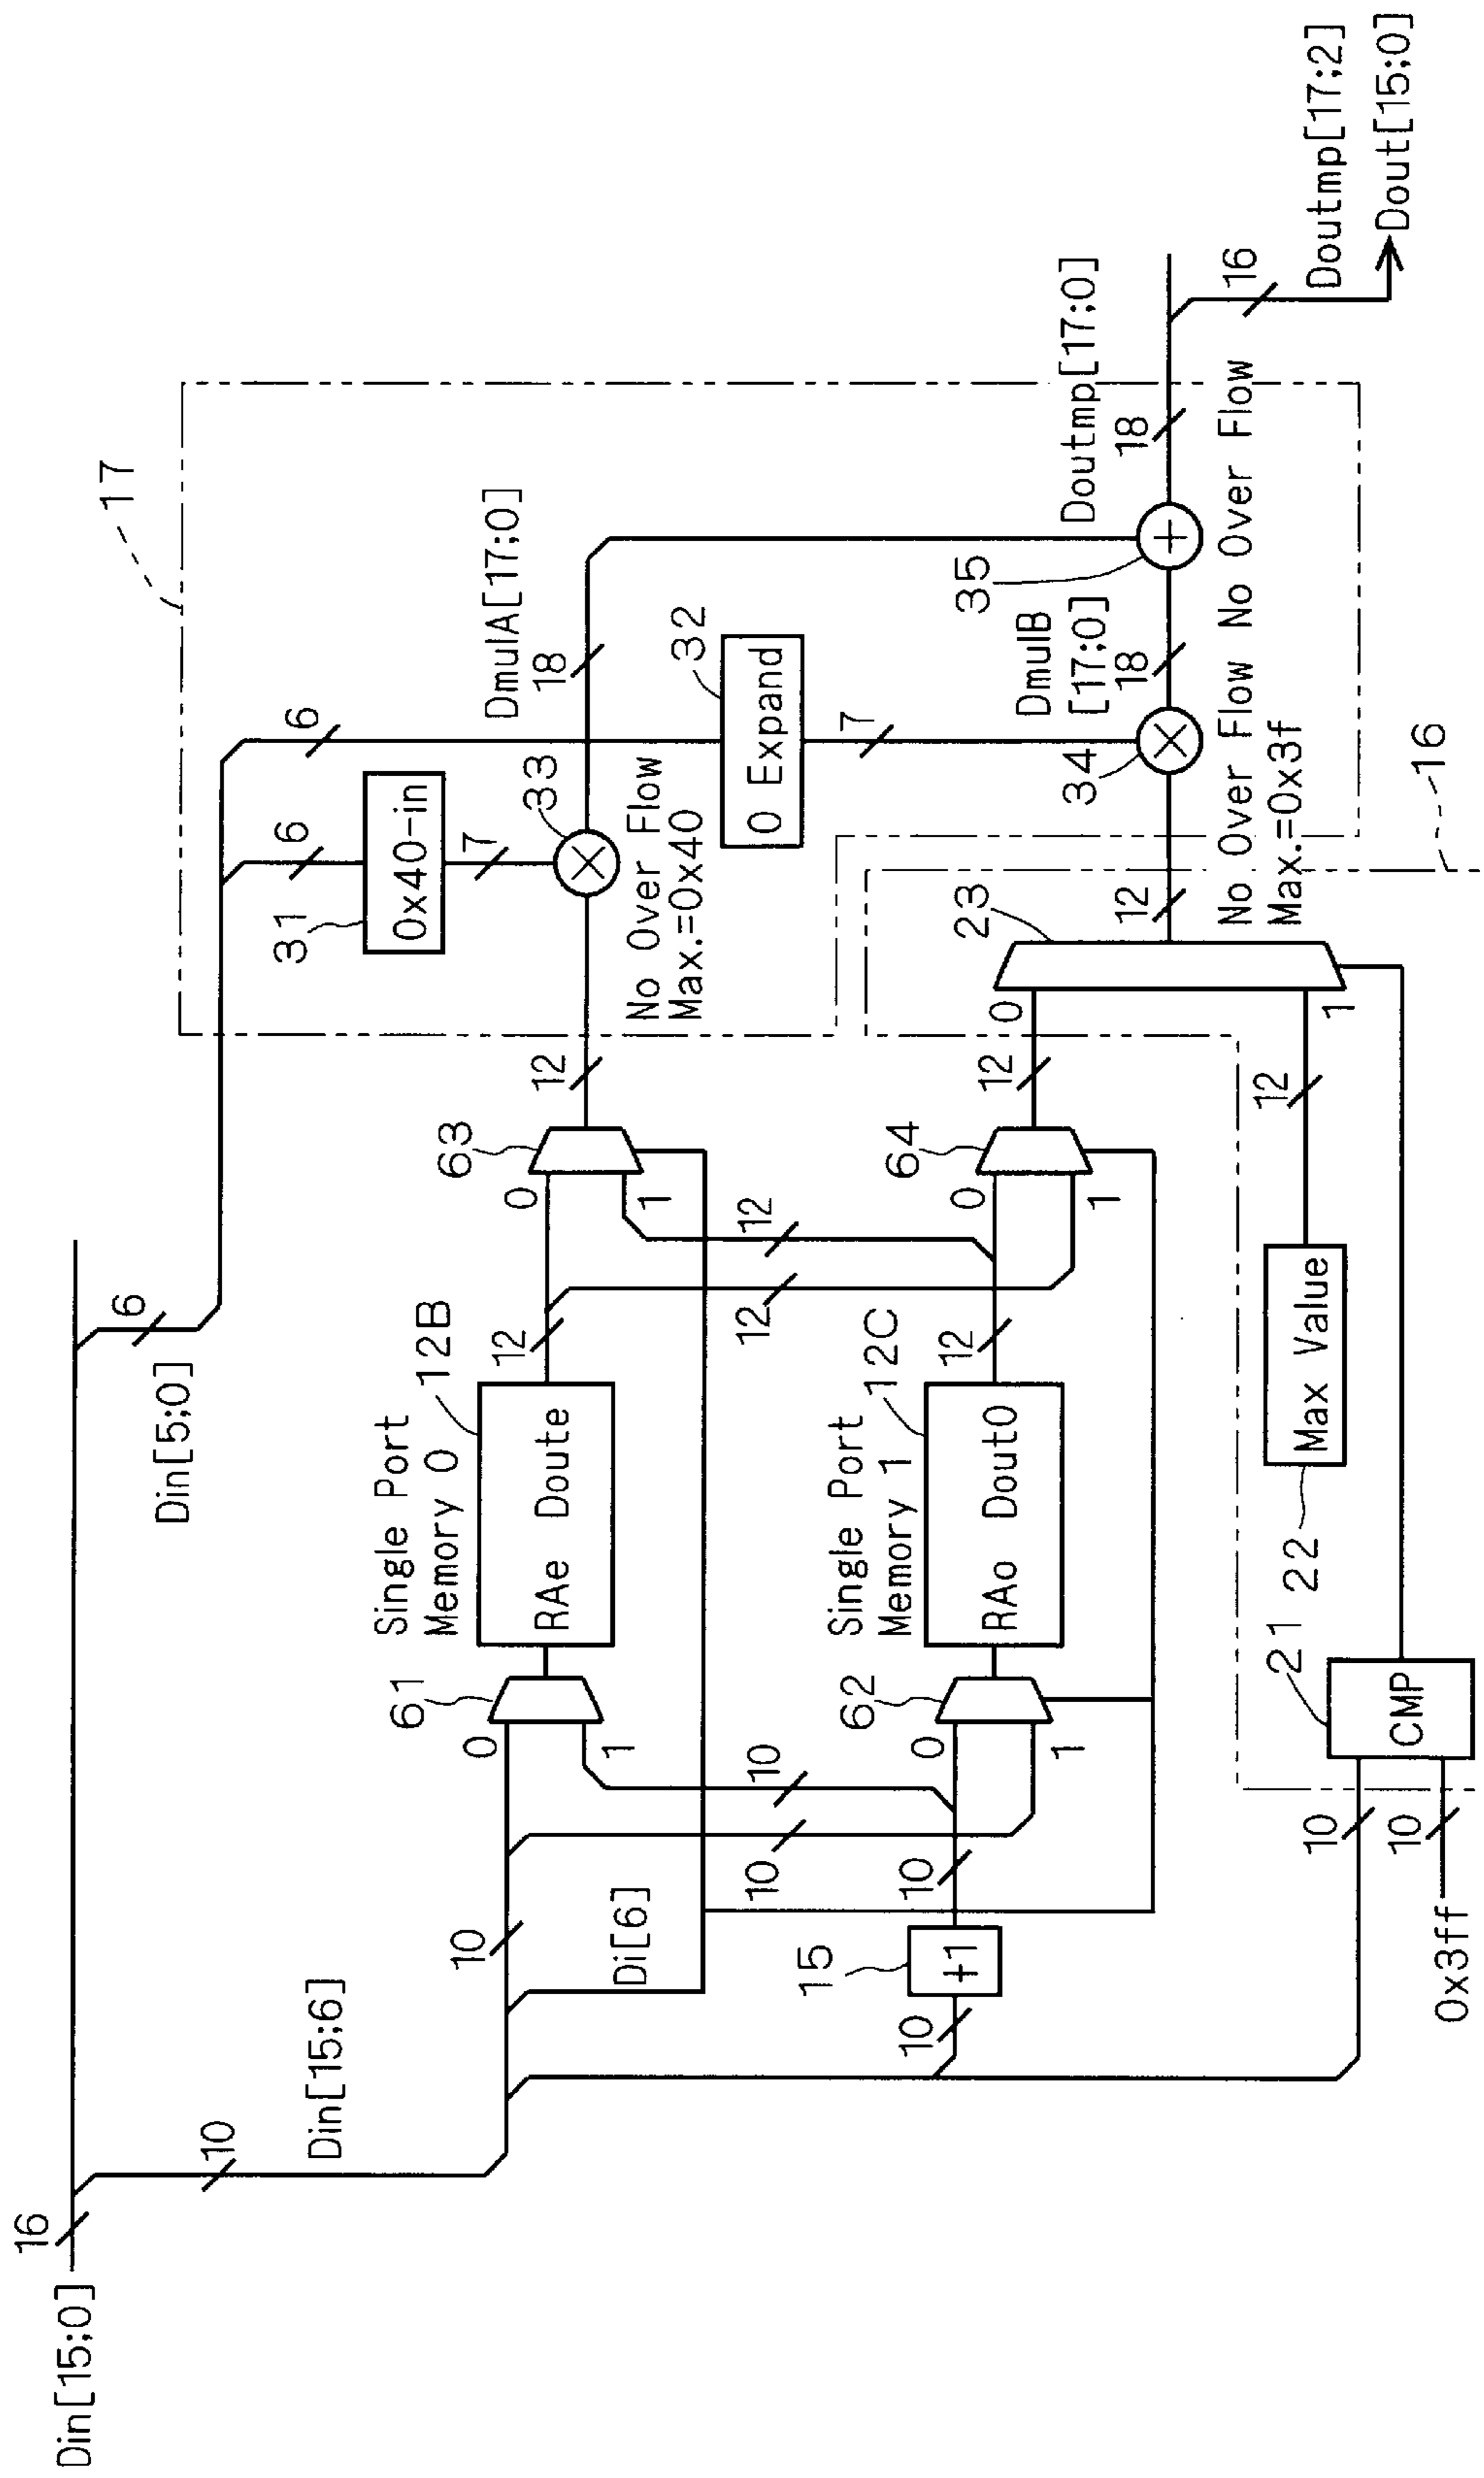 Din[15;0]
16
10
Din[15;6]
Din[5;0]
6
6
6
31
0x40-in
7
33
No Over Flow
Max.=0x40
17
DmulA[17;0]
18
32
0 Expand
7
10
Di[6]
10
10
61
0
1
Single Port
Memory 0
RAe Doute
12B
12
12
12
63
0
1
12
15
+1
10
10
62
0
1
Single Port
Memory 1
RAo Dout0
12C
12
64
0
1
12
23
0
1
12
34
DmulB
[17;0]
18
35
Doutmp[17;0]
18
No Over Flow
Max.=0x3f
No Over Flow
16
Doutmp[17;2]
Dout[15;0]
10
10
0x3ff
21
CMP
22
Max Value
12
16